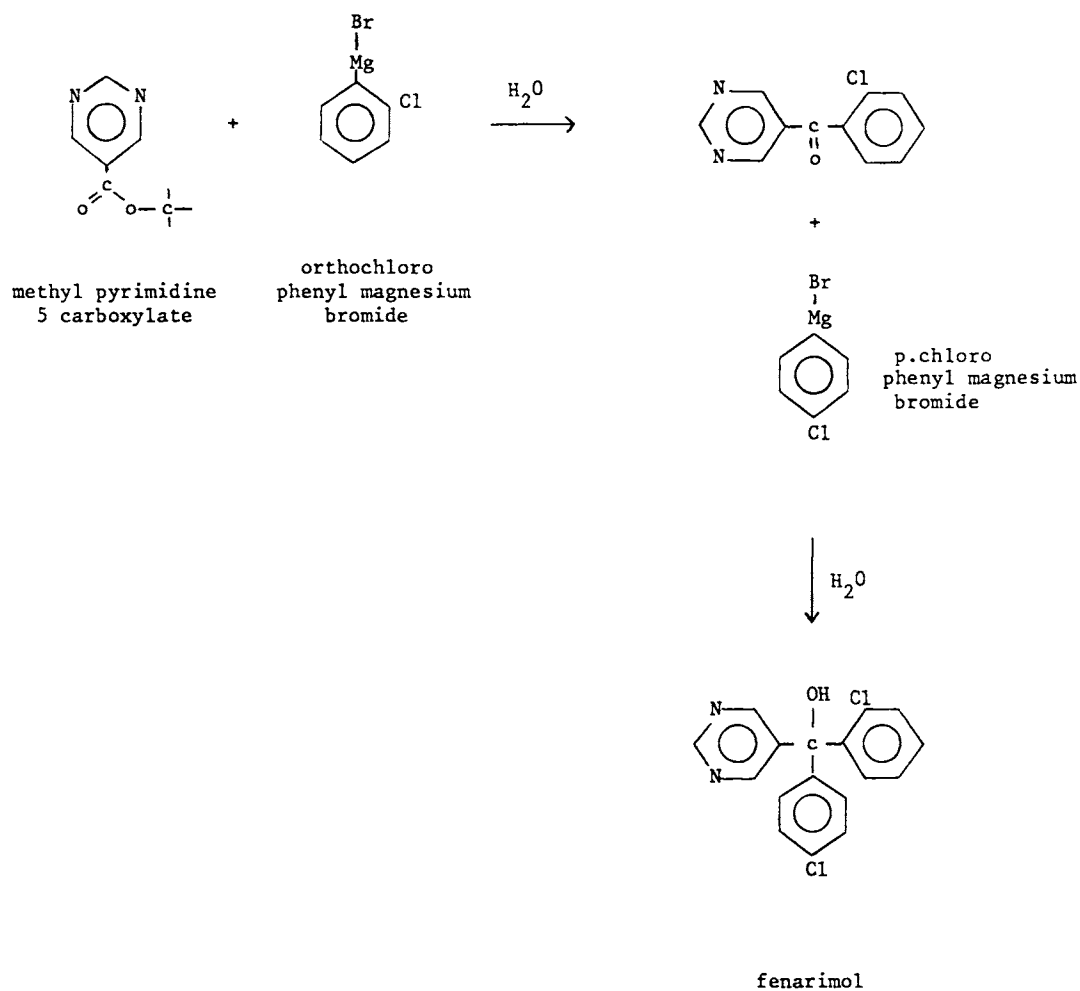 Br
Mg
Cl
N N
+
H2O
N
N
Cl
C
O
C
O O C
methyl pyrimidine
5 carboxylate
orthochloro
phenyl magnesium
bromide
+
Br
Mg
Cl
p.chloro
phenyl magnesium
bromide
H2O
OH Cl
N
N
C
Cl
fenarimol